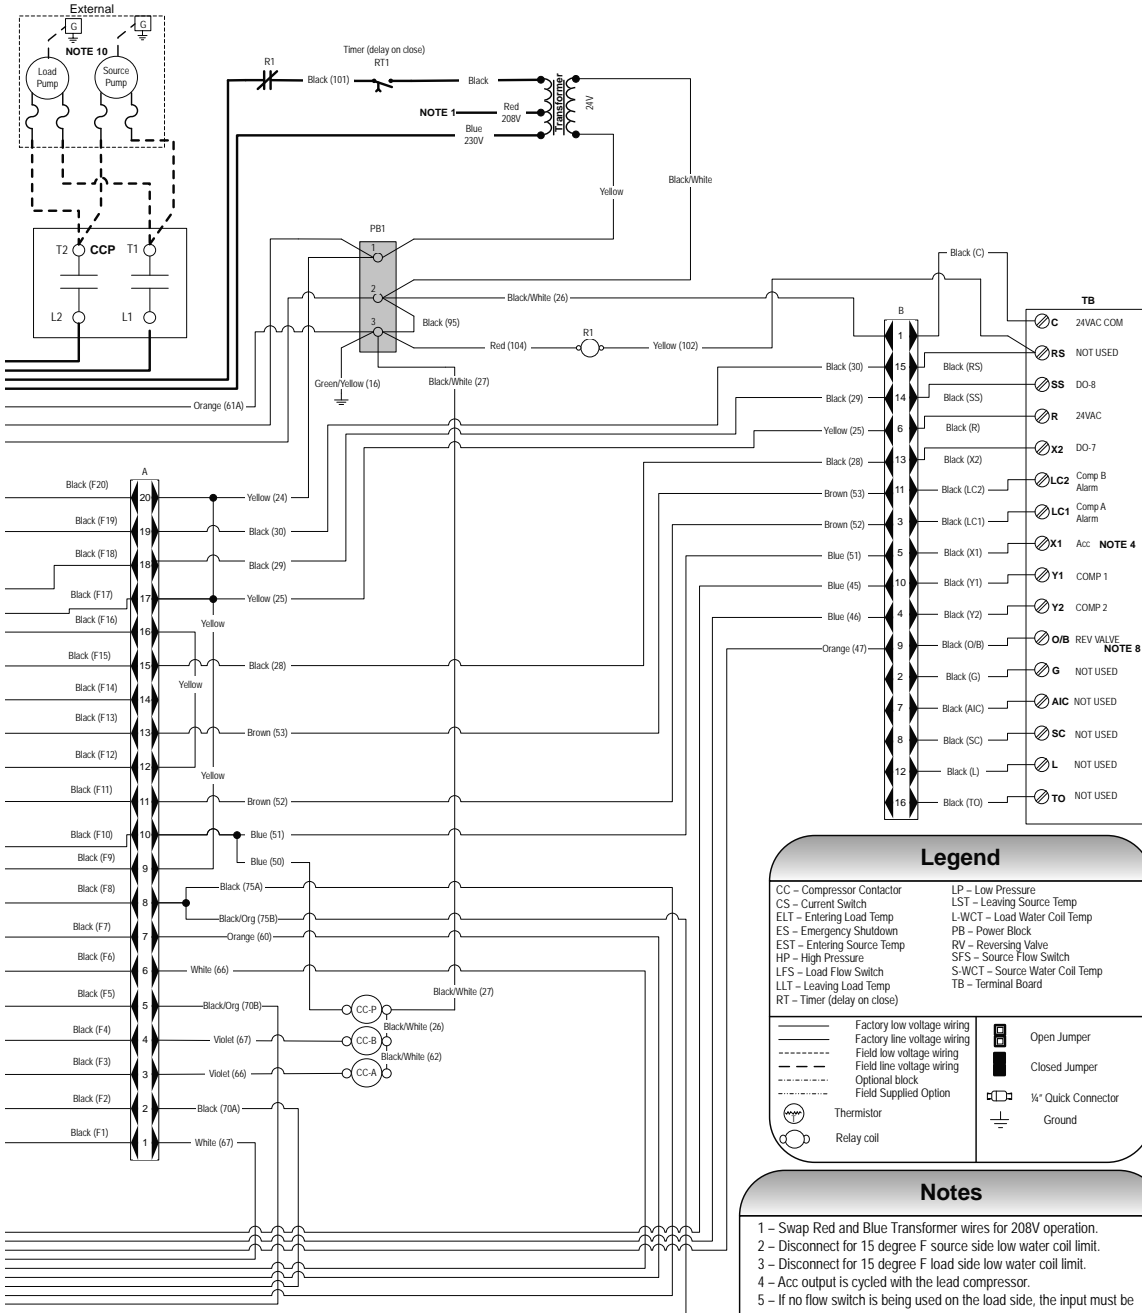 External
G
G
NOTE 10
Load
Pump
Source
Pump
T2
CCP
T1
L2
L1
R1
Black (101)
Timer (delay on close)
RT1
Black
NOTE 1
Red
208V
Blue
230V
Transformer
24V
Yellow
Black/White
PB1
1
2
3
Black/White (26)
Black (95)
Red (104)
R1
Yellow (102)
Green/Yellow (16)
Black/White (27)
Orange (61A)
Black (C)
B
TB
1
C 24VAC COM
Black (30)
15
Black (RS)
RS NOT USED
Black (29)
14
Black (SS)
SS DO-8
Yellow (25)
6
Black (R)
R 24VAC
Black (28)
13
Black (X2)
X2 DO-7
Brown (53)
11
Black (LC2)
LC2 Comp B
Alarm
Brown (52)
3
Black (LC1)
LC1 Comp A
Alarm
Blue (51)
5
Black (X1)
X1 Acc NOTE 4
Blue (45)
10
Black (Y1)
Y1 COMP 1
Blue (46)
4
Black (Y2)
Y2 COMP 2
Orange (47)
9
Black (O/B)
O/B REV VALVE
NOTE 8
2
Black (G)
G NOT USED
7
Black (AIC)
AIC NOT USED
8
Black (SC)
SC NOT USED
12
Black (L)
L NOT USED
16
Black (TO)
TO NOT USED
A
Black (F20)
20
Yellow (24)
Black (F19)
19
Black (30)
Black (F18)
18
Black (29)
Black (F17)
17
Yellow (25)
Yellow
Black (F16)
16
Black (F15)
15
Black (28)
Yellow
Black (F14)
14
Black (F13)
13
Brown (53)
Black (F12)
12
Yellow
Black (F11)
11
Brown (52)
Black (F10)
10
Blue (51)
Black (F9)
9
Blue (50)
Black (F8)
8
Black (75A)
Black/Org (75B)
Black (F7)
7
Orange (60)
Black (F6)
6
White (66)
Black (F5)
5
Black/Org (70B)
Black (F4)
4
Violet (67)
Black (F3)
3
Violet (66)
Black (F2)
2
Black (70A)
Black (F1)
1
White (67)
Black/White (27)
CC-P
Black/White (26)
CC-B
Black/White (62)
CC-A
Legend
CC – Compressor Contactor
CS – Current Switch
ELT – Entering Load Temp
ES – Emergency Shutdown
EST – Entering Source Temp
HP – High Pressure
LFS – Load Flow Switch
LLT – Leaving Load Temp
RT – Timer (delay on close)
LP – Low Pressure
LST – Leaving Source Temp
L-WCT – Load Water Coil Temp
PB – Power Block
RV – Reversing Valve
SFS – Source Flow Switch
S-WCT – Source Water Coil Temp
TB – Terminal Board
Factory low voltage wiring
Factory line voltage wiring
Field low voltage wiring
Field line voltage wiring
Optional block
Field Supplied Option
Thermistor
Relay coil
Open Jumper
Closed Jumper
¼" Quick Connector
Ground
Notes
1 – Swap Red and Blue Transformer wires for 208V operation.
2 – Disconnect for 15 degree F source side low water coil limit.
3 – Disconnect for 15 degree F load side low water coil limit.
4 – Acc output is cycled with the lead compressor.
5 – If no flow switch is being used on the load side, the input must be